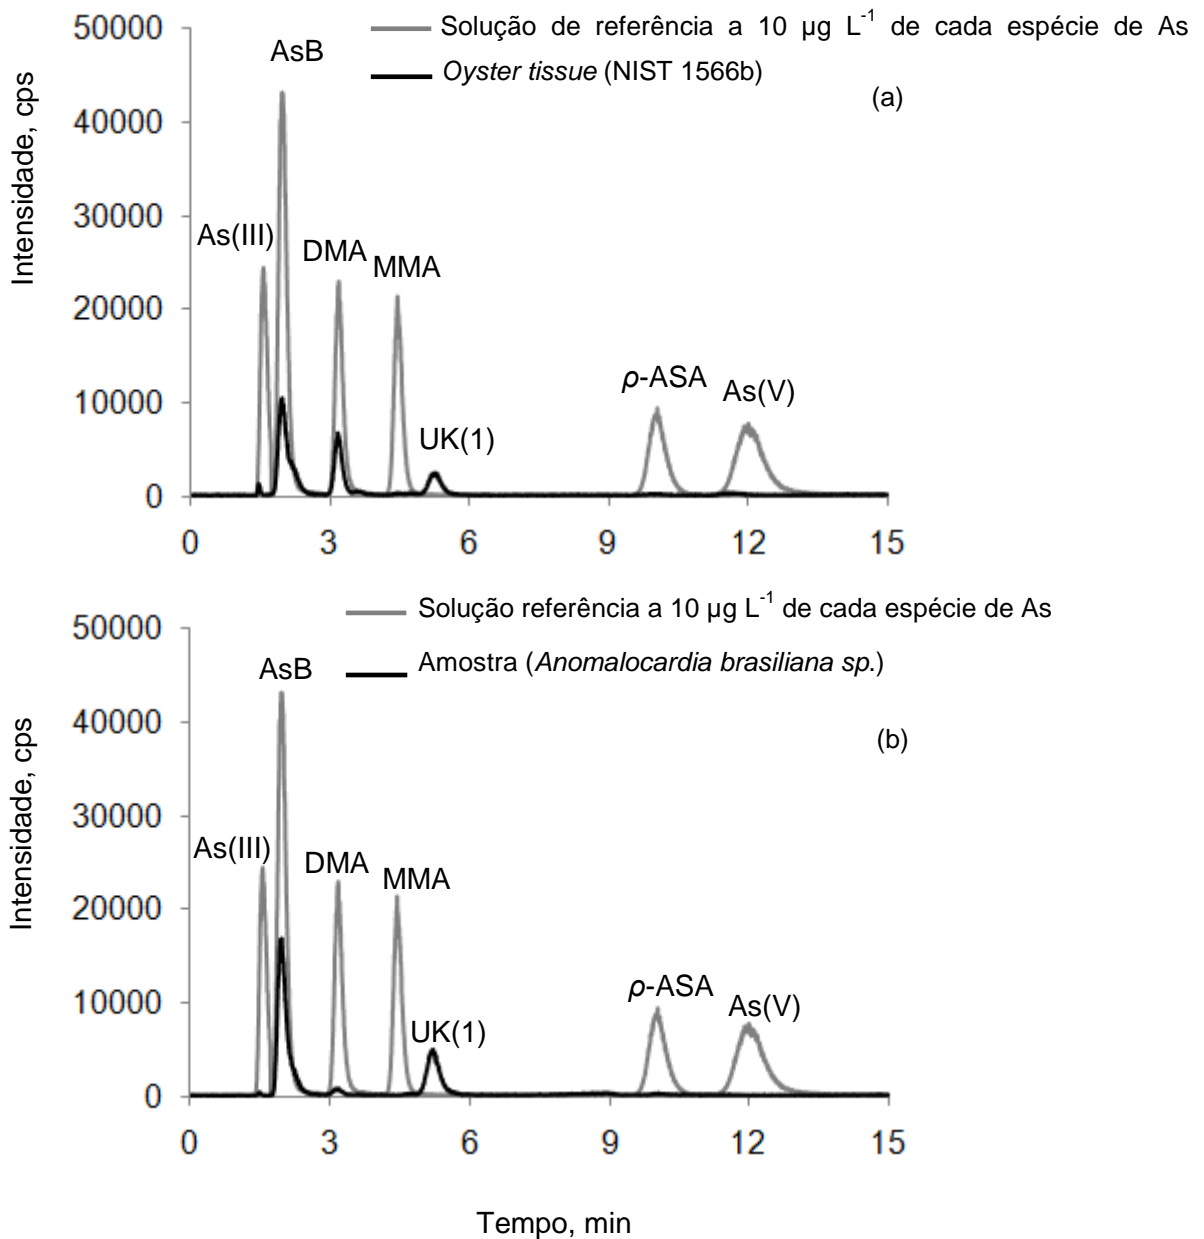 50000
Solução de referência a 10 µg L-1 de cada espécie de As
AsB
Oyster tissue (NIST 1566b)
(a)
40000
Intensidade, cps
30000
As(III)
DMA
MMA
20000
ρ-ASA
As(V)
10000
UK(1)
0
0 3 6 9 12 15
Solução referência a 10 µg L-1 de cada espécie de As
50000
AsB
Amostra (Anomalocardia brasiliana sp.)
(b)
40000
Intensidade, cps
30000
As(III)
DMA
MMA
20000
ρ-ASA
As(V)
10000
UK(1)
0
0 3 6 9 12 15
Tempo, min